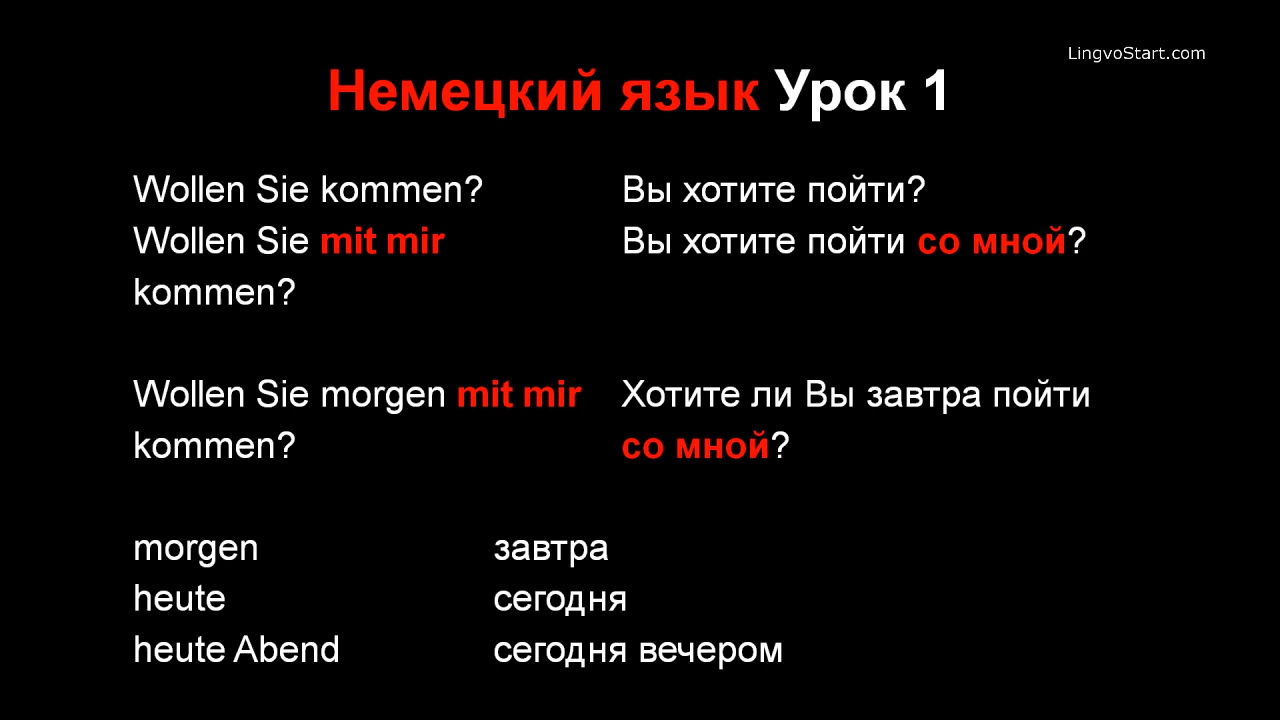 LingvoStart.com
Немецкий язык Урок 1
Wollen Sie kommen? Вы хотите пойти?
Wollen Sie mit mir Вы хотите пойти со мной?
kommen?
Wollen Sie morgen mit mir Хотите ли Вы завтра пойти
kommen? со мной?
morgen завтра
heute сегодня
heute Abend сегодня вечером